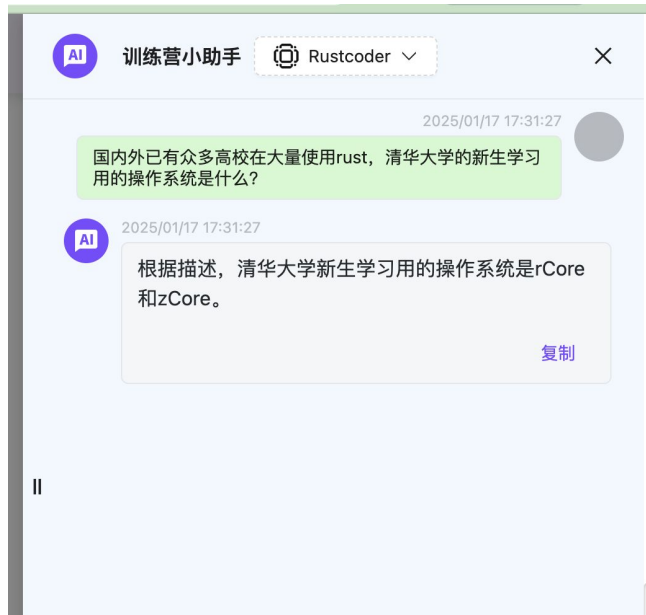 AI 训练营小助手 Rustcoder
2025/01/17 17:31:27
国内外已有众多高校在大量使用rust，清华大学的新生学习
用的操作系统是什么？
AI 2025/01/17 17:31:27
根据描述，清华大学新生学习用的操作系统是rCore
和zCore。
复制